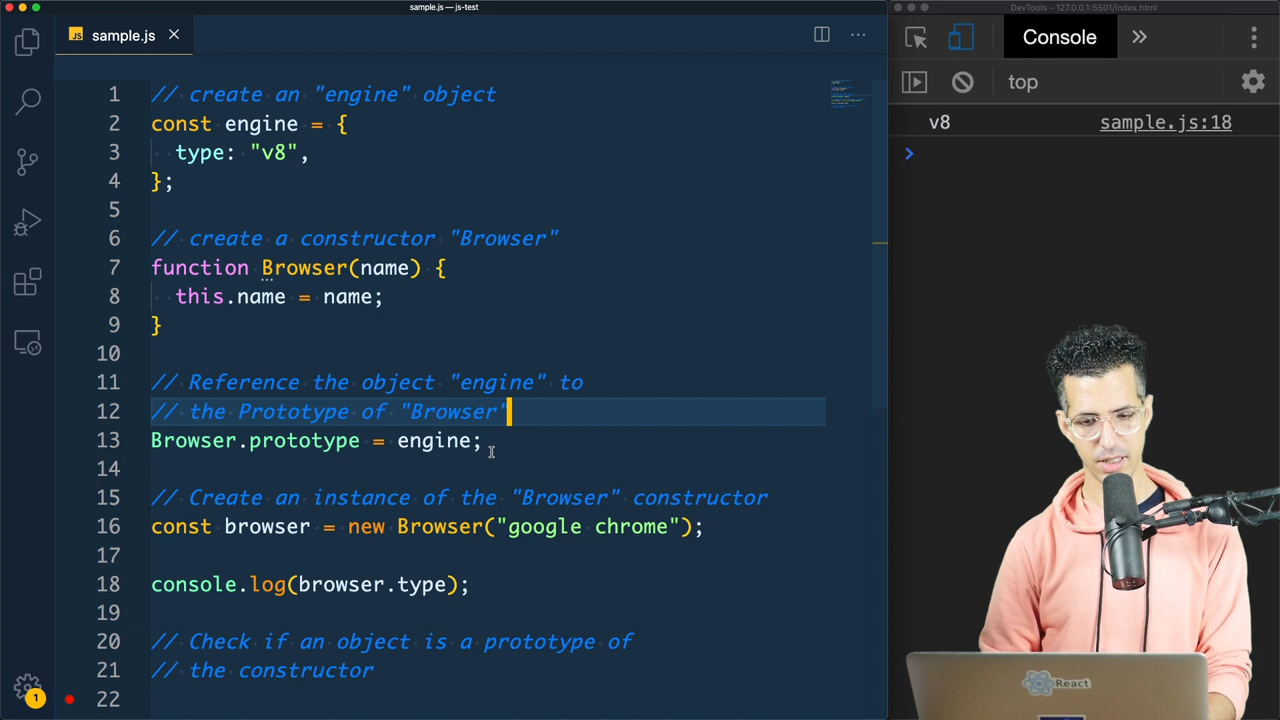 sample.js — js-test
JS sample.js
1 // create an "engine" object
2 const engine = {
3 type: "v8",
4 };
5
6 // create a constructor "Browser"
7 function Browser(name) {
8 this.name = name;
9 }
10
11 // Reference the object "engine" to
12 // the Prototype of "Browser"
13 Browser.prototype = engine;
14
15 // Create an instance of the "Browser" constructor
16 const browser = new Browser("google chrome");
17
18 console.log(browser.type);
19
20 // Check if an object is a prototype of
21 // the constructor
22
1
DevTools - 127.0.0.1:5501/index.html
Console
top
v8 sample.js:18
React